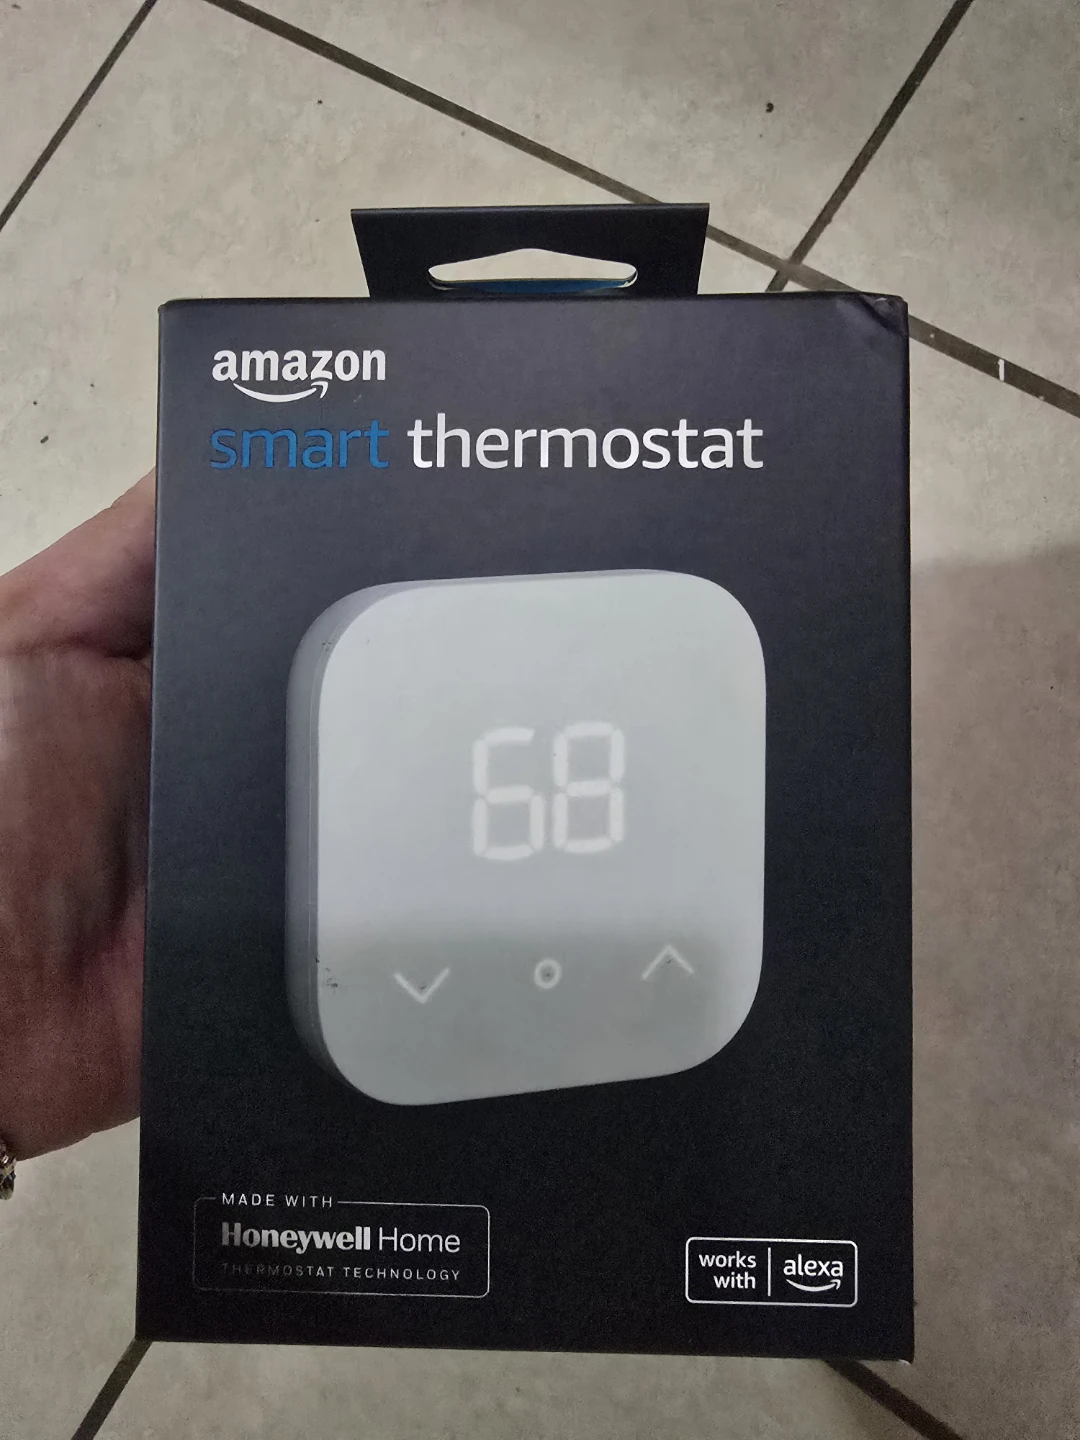 amazon
smart thermostat
68
MADE WITH
Honeywell Home
THERMOSTAT TECHNOLOGY
works with
alexa